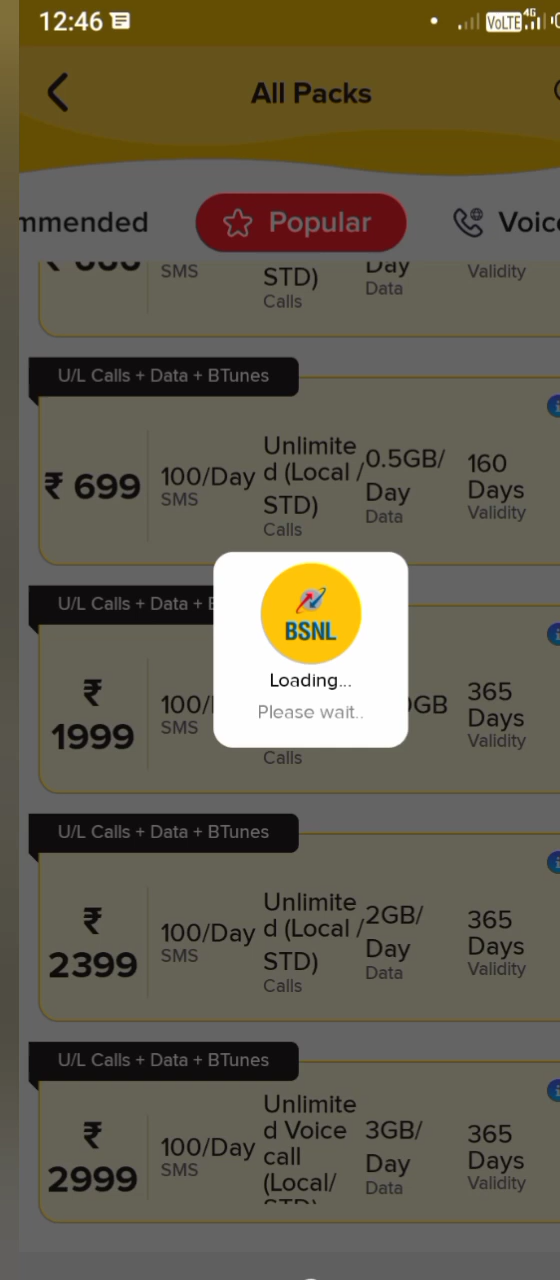 12:46
VoLTE 4G
All Packs
mmended
Popular
Voice
SMS
STD)
Calls
Day
Data
Validity
U/L Calls + Data + BTunes
₹ 699
100/Day
SMS
Unlimite
d (Local /
STD)
Calls
0.5GB/
Day
Data
160
Days
Validity
U/L Calls + Data +
₹
1999
100/
SMS
Calls
GB
365
Days
Validity
BSNL
Loading...
Please wait..
U/L Calls + Data + BTunes
₹
2399
100/Day
SMS
Unlimite
d (Local /
STD)
Calls
2GB/
Day
Data
365
Days
Validity
U/L Calls + Data + BTunes
₹
2999
100/Day
SMS
Unlimite
d Voice
call
(Local/
STD)
3GB/
Day
Data
365
Days
Validity